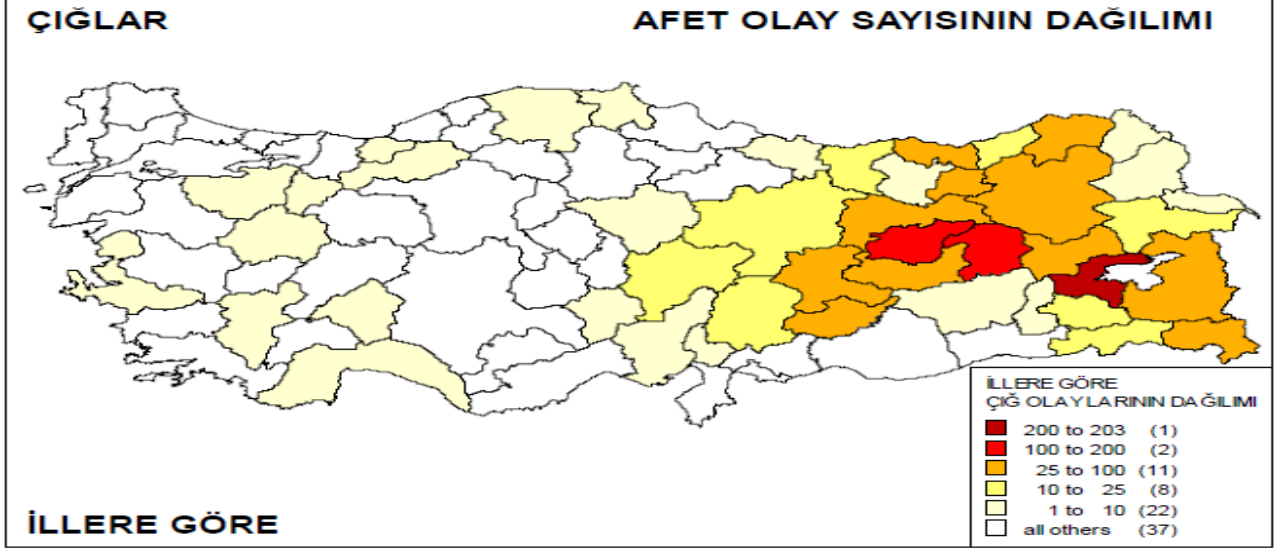 ÇIĞLAR
AFET OLAY SAYISININ DAĞILIMI
İLLERE GÖRE
ÇIĞ OLAYLARININ DAĞILIMI
200 to 203 (1)
100 to 200 (2)
25 to 100 (11)
10 to 25 (8)
1 to 10 (22)
all others (37)
İLLERE GÖRE